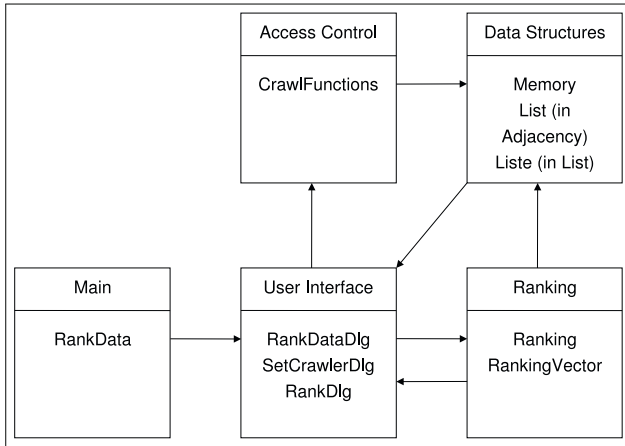 Access Control
CrawlFunctions
Data Structures
Memory
List (in
Adjacency)
Liste (in List)
Main
RankData
User Interface
RankDataDlg
SetCrawlerDlg
RankDlg
Ranking
Ranking
RankingVector